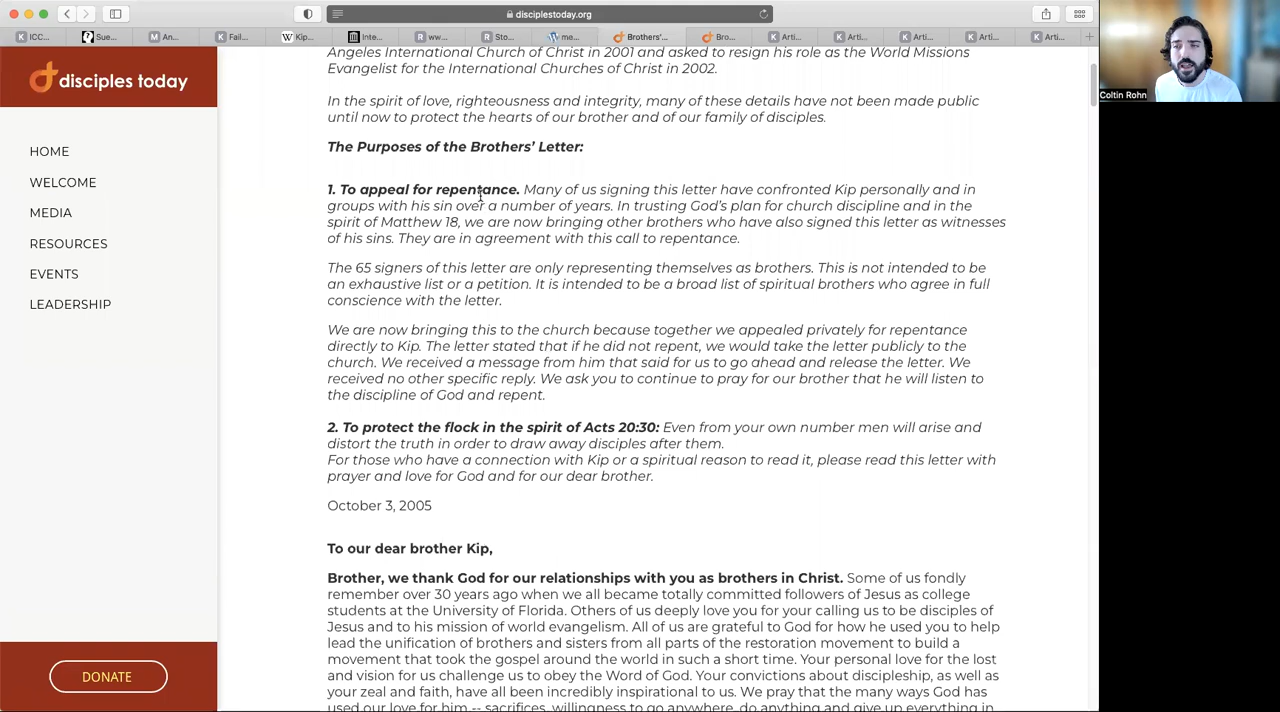 disciplestoday.org
ICC...
Sue...
An...
Fail...
Kip...
Inte...
ww...
Sto...
me...
Brothers'...
Bro...
Arti...
Arti...
Arti...
Arti...
Arti...
Coltin Rohn
disciples today
HOME
WELCOME
MEDIA
RESOURCES
EVENTS
LEADERSHIP
DONATE
Angeles International Church of Christ in 2001 and asked to resign his role as the World Missions
Evangelist for the International Churches of Christ in 2002.
In the spirit of love, righteousness and integrity, many of these details have not been made public
until now to protect the hearts of our brother and of our family of disciples.
The Purposes of the Brothers' Letter:
1. To appeal for repentance. Many of us signing this letter have confronted Kip personally and in
groups with his sin over a number of years. In trusting God's plan for church discipline and in the
spirit of Matthew 18, we are now bringing other brothers who have also signed this letter as witnesses
of his sins. They are in agreement with this call to repentance.
The 65 signers of this letter are only representing themselves as brothers. This is not intended to be
an exhaustive list or a petition. It is intended to be a broad list of spiritual brothers who agree in full
conscience with the letter.
We are now bringing this to the church because together we appealed privately for repentance
directly to Kip. The letter stated that if he did not repent, we would take the letter publicly to the
church. We received a message from him that said for us to go ahead and release the letter. We
received no other specific reply. We ask you to continue to pray for our brother that he will listen to
the discipline of God and repent.
2. To protect the flock in the spirit of Acts 20:30: Even from your own number men will arise and
distort the truth in order to draw away disciples after them.
For those who have a connection with Kip or a spiritual reason to read it, please read this letter with
prayer and love for God and for our dear brother.
October 3, 2005
To our dear brother Kip,
Brother, we thank God for our relationships with you as brothers in Christ. Some of us fondly
remember over 30 years ago when we all became totally committed followers of Jesus as college
students at the University of Florida. Others of us deeply love you for your calling us to be disciples of
Jesus and to his mission of world evangelism. All of us are grateful to God for how he used you to help
lead the unification of brothers and sisters from all parts of the restoration movement to build a
movement that took the gospel around the world in such a short time. Your personal love for the lost
and vision for us challenge us to obey the Word of God. Your convictions about discipleship, as well as
your zeal and faith, have all been incredibly inspirational to us. We pray that the many ways God has
used our love for him -- sacrifices, willingness to go anywhere, do anything and give up everything in